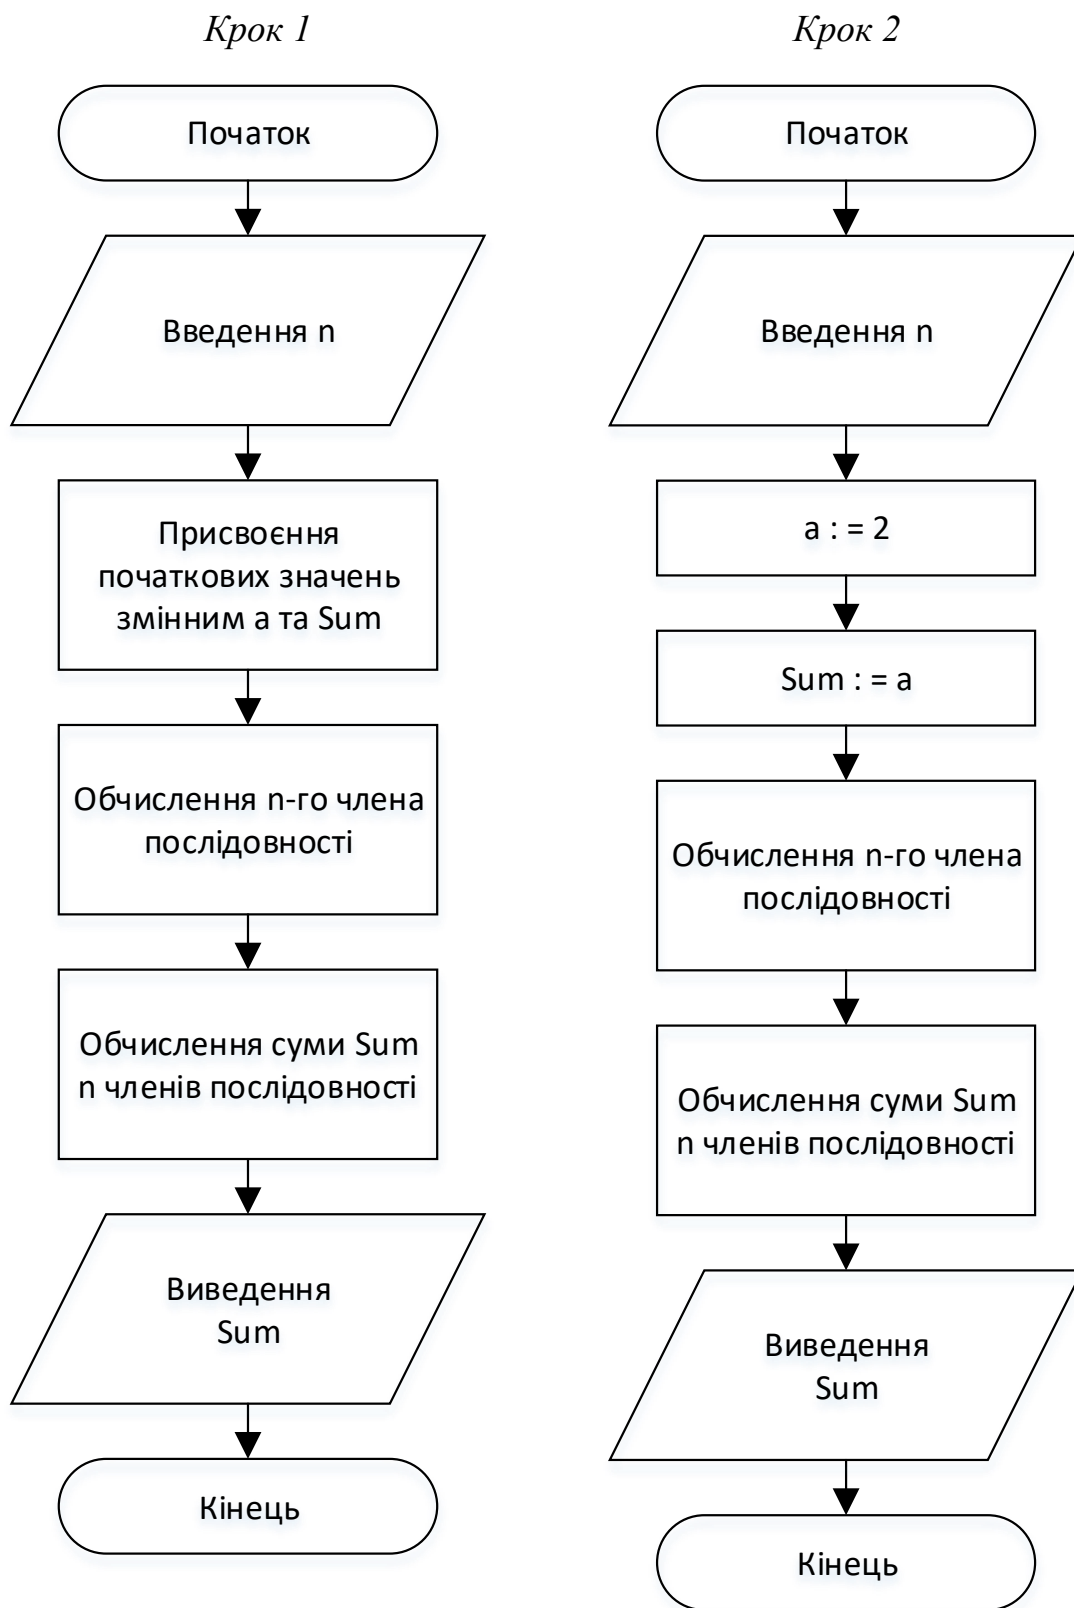 Крок 1
Початок
Введення n
Присвоєння
початкових значень
змінним a та Sum
Обчислення n-го члена
послідовності
Обчислення суми Sum
n членів послідовності
Виведення
Sum
Кінець
Крок 2
Початок
Введення n
a : = 2
Sum : = a
Обчислення n-го члена
послідовності
Обчислення суми Sum
n членів послідовності
Виведення
Sum
Кінець